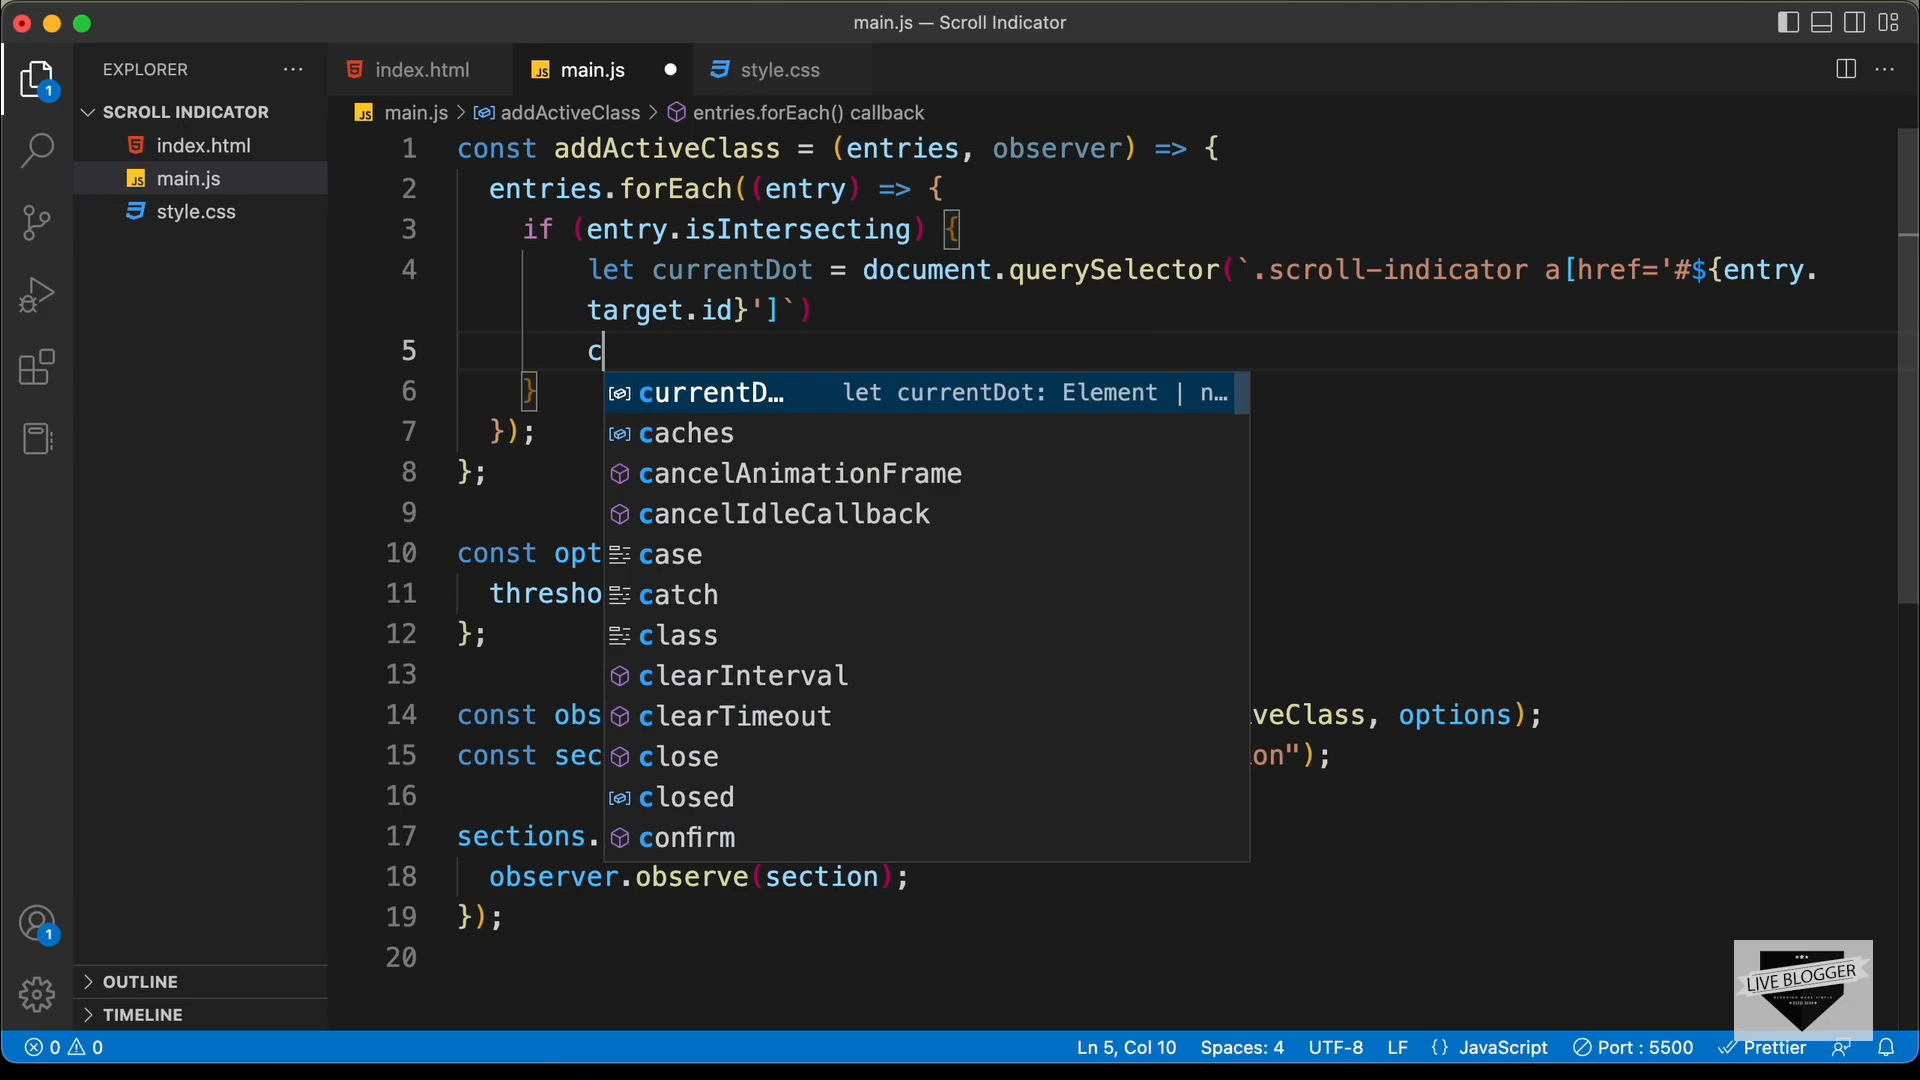 main.js — Scroll Indicator
EXPLORER
index.html
main.js
style.css
SCROLL INDICATOR
index.html
main.js
style.css
main.js > addActiveClass > entries.forEach() callback
1 const addActiveClass = (entries, observer) => {
2 entries.forEach((entry) => {
3 if (entry.isIntersecting) {
4 let currentDot = document.querySelector(`.scroll-indicator a[href='#${entry.
target.id}']`)
5 c
6 }
7 });
8 };
9
10 const opt
11 thresho
12 };
13
14 const obs
15 const sec
16
17 sections.
18 observer.observe(section);
19 });
20
currentD… let currentDot: Element | n…
caches
cancelAnimationFrame
cancelIdleCallback
case
catch
class
clearInterval
clearTimeout
close
closed
confirm
veClass, options);
on");
1
1
OUTLINE
TIMELINE
LIVE BLOGGER
0 0
Ln 5, Col 10 Spaces: 4 UTF-8 LF {} JavaScript Port : 5500 Prettier